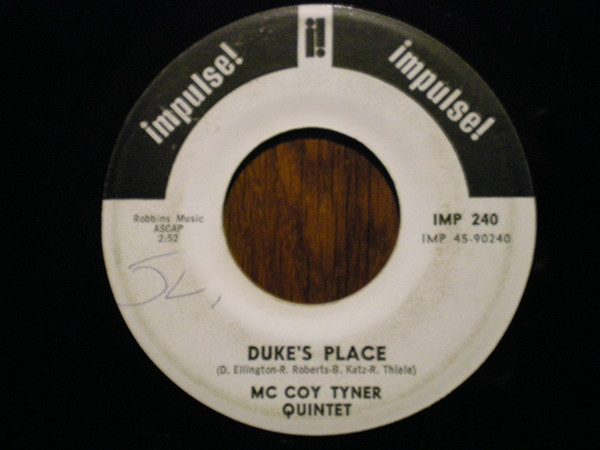 impulse!
i!
impulse!
Robbins Music
ASCAP
2:52
IMP 240
IMP 45-90240
DUKE'S PLACE
(D. Ellington-R. Roberts-B. Katz-R. Thiele)
MC COY TYNER
QUINTET